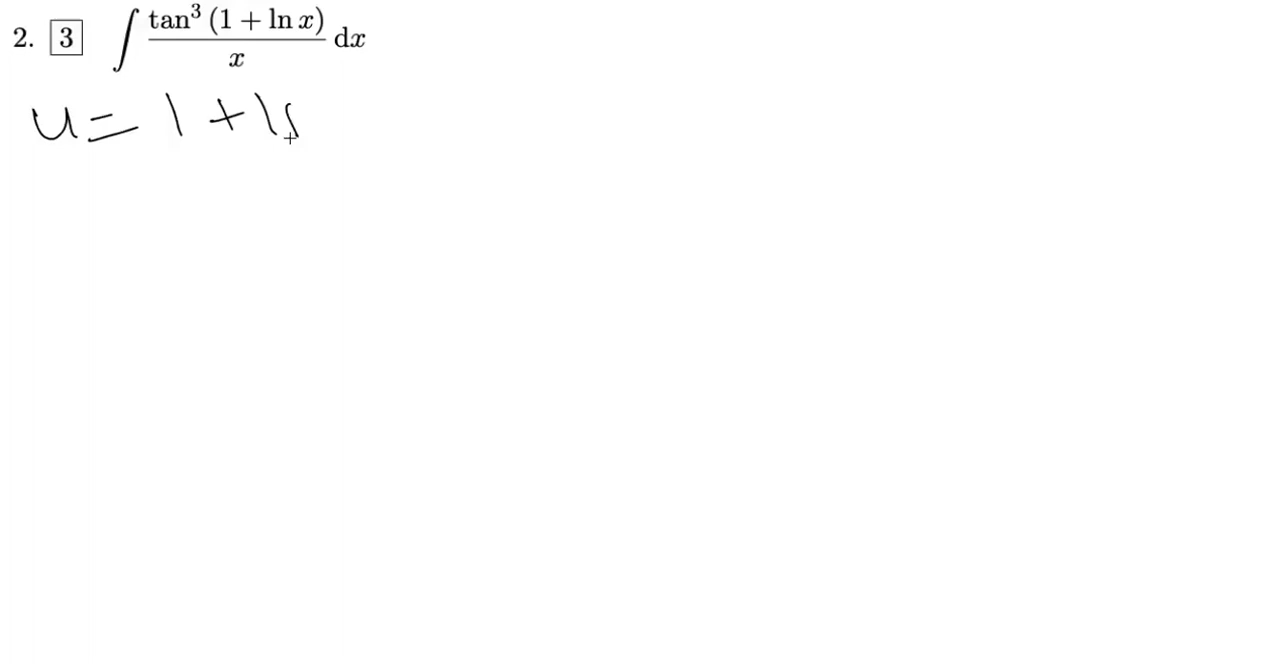 2. 3 ∫ tan³ (1 + ln x) / x dx
u = 1 + l